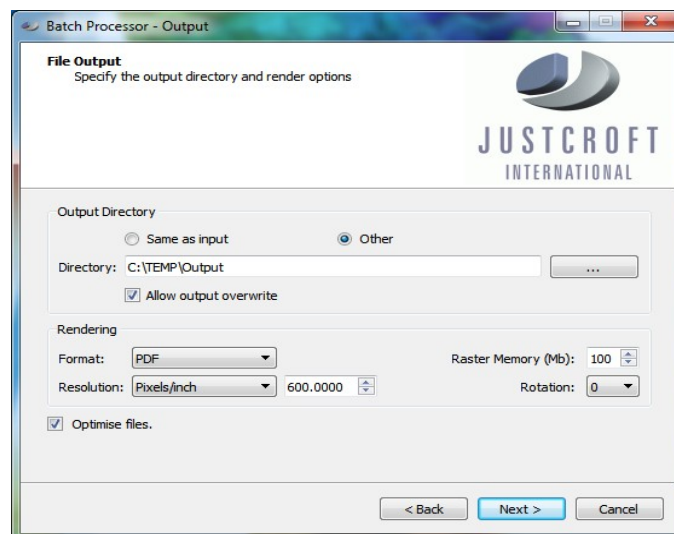 Batch Processor - Output
File Output
Specify the output directory and render options
JUSTCROFT
INTERNATIONAL
Output Directory
Same as input Other
Directory: C:\TEMP\Output ...
Allow output overwrite
Rendering
Format: PDF Raster Memory (Mb): 100
Resolution: Pixels/inch 600.0000 Rotation: 0
Optimise files.
< Back Next > Cancel